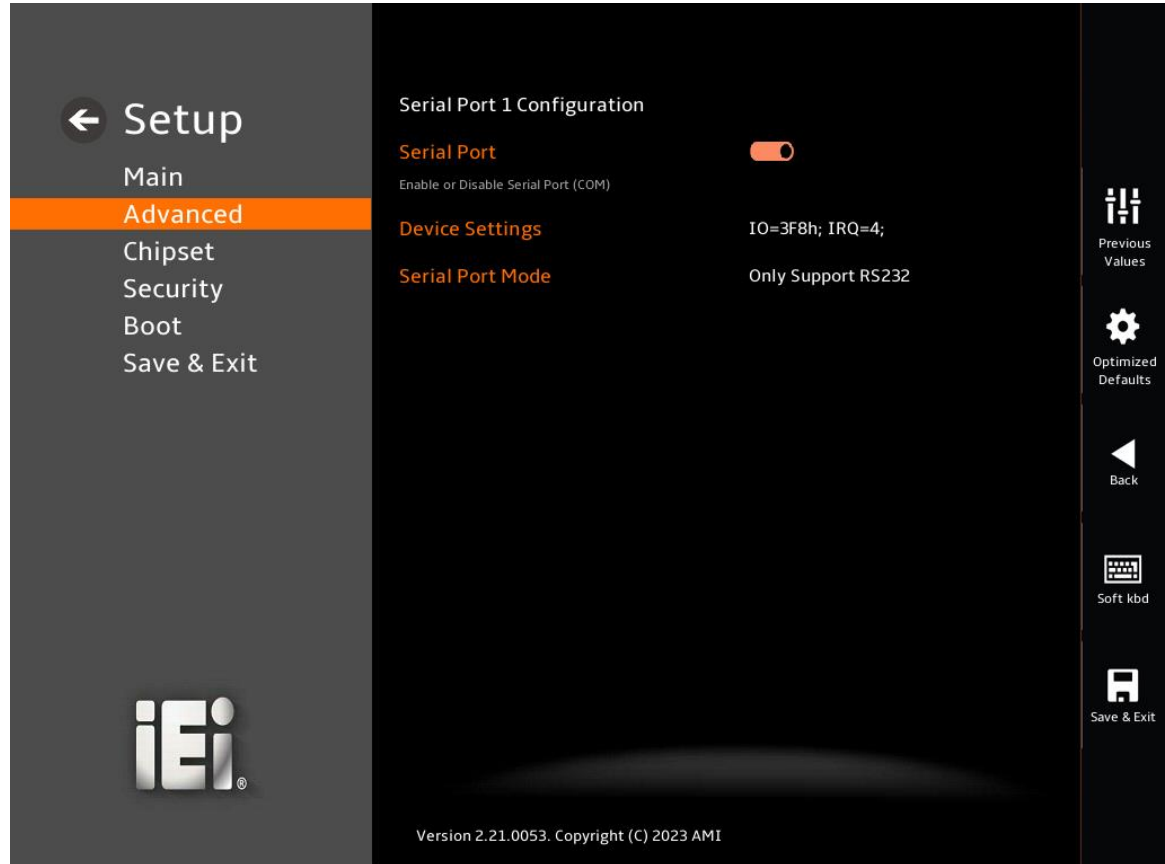 Setup
Main
Advanced
Chipset
Security
Boot
Save & Exit
iEi®
Serial Port 1 Configuration
Serial Port
Enable or Disable Serial Port (COM)
Device Settings IO=3F8h; IRQ=4;
Serial Port Mode Only Support RS232
Version 2.21.0053. Copyright (C) 2023 AMI
Previous
Values
Optimized
Defaults
Back
Soft kbd
Save & Exit